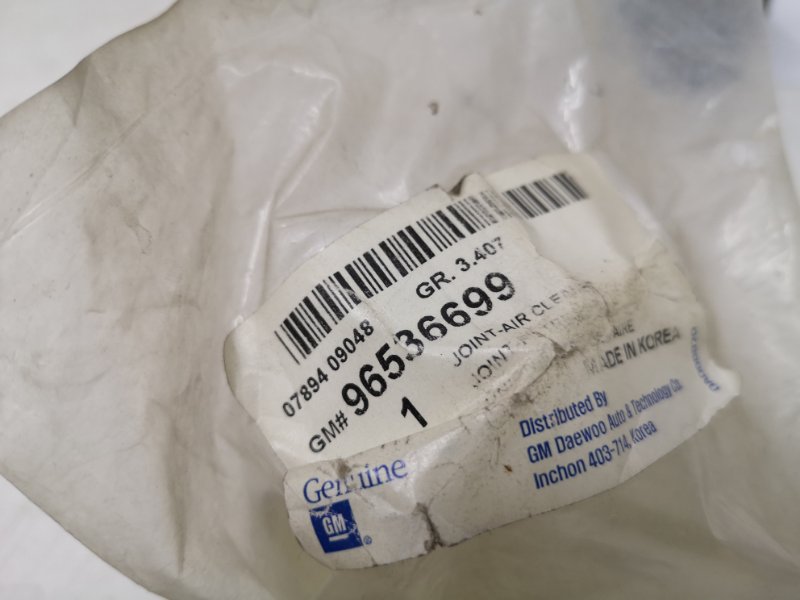 07894 09048
GR. 3.407
GM# 96536699
1
JOINT-AIR
JOINT
MADE IN KOREA
Distributed By
GM Daewoo Auto & Technology Co.
Inchon 403-714, Korea
Genuine
GM